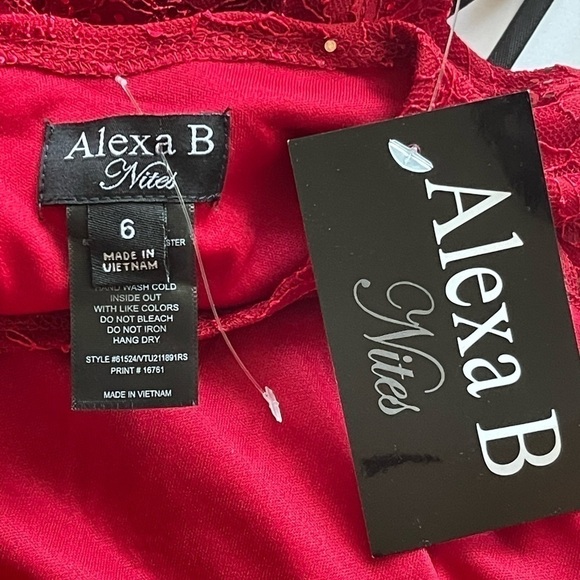 Alexa B
Nites
6
MADE IN
VIETNAM
HAND WASH COLD
INSIDE OUT
WITH LIKE COLORS
DO NOT BLEACH
DO NOT IRON
HANG DRY
STYLE #61524/VTU211891RS
PRINT # 16761
MADE IN VIETNAM
Alexa B
Nites